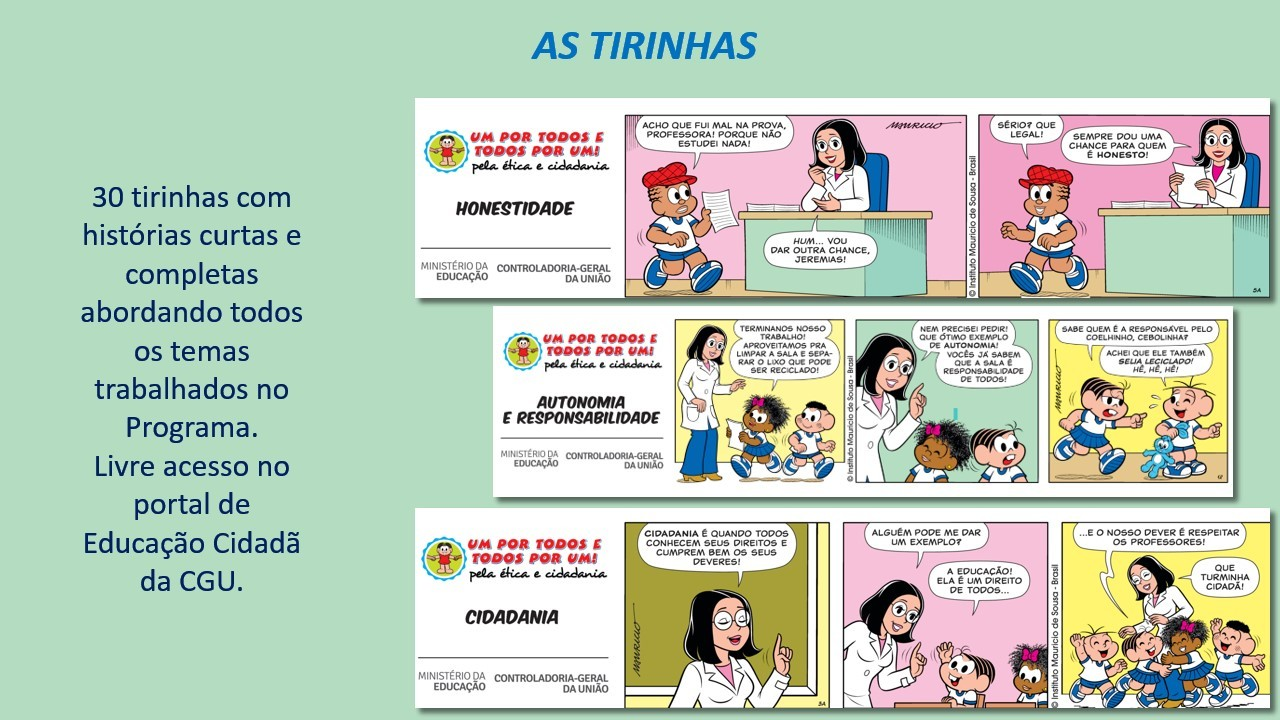 AS TIRINHAS
30 tirinhas com
histórias curtas e
completas
abordando todos
os temas
trabalhados no
Programa.
Livre acesso no
portal de
Educação Cidadã
da CGU.
UM POR TODOS E
TODOS POR UM!
pela ética e cidadania
HONESTIDADE
MINISTÉRIO DA
EDUCAÇÃO
CONTROLADORIA-GERAL
DA UNIÃO
ACHO QUE FUI MAL NA PROVA,
PROFESSORA! PORQUE NÃO
ESTUDEI NADA!
HUM... VOU
DAR OUTRA CHANCE,
JEREMIAS!
MAURICIO
© Instituto Mauricio de Sousa - Brasil
SÉRIO? QUE
LEGAL!
SEMPRE DOU UMA
CHANCE PARA QUEM
É HONESTO!
UM POR TODOS E
TODOS POR UM!
pela ética e cidadania
AUTONOMIA
E RESPONSABILIDADE
MINISTÉRIO DA
EDUCAÇÃO
CONTROLADORIA-GERAL
DA UNIÃO
TERMINANOS NOSSO
TRABALHO!
APROVEITAMOS PRA
LIMPAR A SALA E SEPA-
RAR O LIXO QUE PODE
SER RECICLADO!
© Instituto Mauricio de Sousa - Brasil
NEM PRECISEI PEDIR!
QUE ÓTIMO EXEMPLO
DE AUTONOMIA!
VOCÊS JÁ SABEM
QUE A SALA É
RESPONSABILIDADE
DE TODOS!
SABE QUEM É A RESPONSÁVEL PELO
COELHINHO, CEBOLINHA?
ACHEI QUE ELE TAMBÉM
SELIA LECICLADO!
HÊ, HÊ, HÊ!
MAURICIO
UM POR TODOS E
TODOS POR UM!
pela ética e cidadania
CIDADANIA
MINISTÉRIO DA
EDUCAÇÃO
CONTROLADORIA-GERAL
DA UNIÃO
CIDADANIA É QUANDO TODOS
CONHECEM SEUS DIREITOS E
CUMPREM BEM OS SEUS
DEVERES!
MAURICIO
ALGUÉM PODE ME DAR
UM EXEMPLO?
A EDUCAÇÃO!
ELA É UM DIREITO
DE TODOS...
© Instituto Mauricio de Sousa - Brasil
...E O NOSSO DEVER É RESPEITAR
OS PROFESSORES!
QUE
TURMINHA
CIDADÃ!